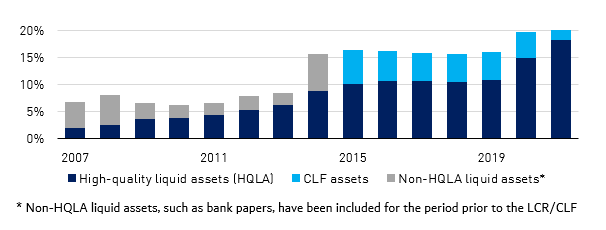 20%
15%
10%
5%
0%
2007 2011 2015 2019
High-quality liquid assets (HQLA) CLF assets Non-HQLA liquid assets*
* Non-HQLA liquid assets, such as bank papers, have been included for the period prior to the LCR/CLF